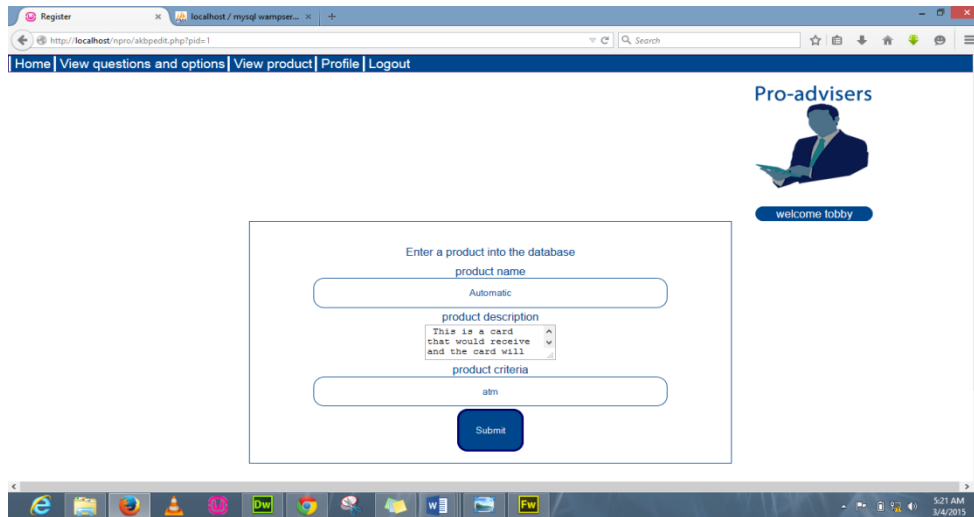 Register
localhost / mysql wampser...
http://localhost/npro/akbpedit.php?pid=1
Search
Home View questions and options View product Profile Logout
Pro-advisers
welcome tobby
Enter a product into the database
product name
Automatic
product description
This is a card
that would receive
and the card will
product criteria
atm
Submit
Dw
W
Fw
5:21 AM
3/4/2015